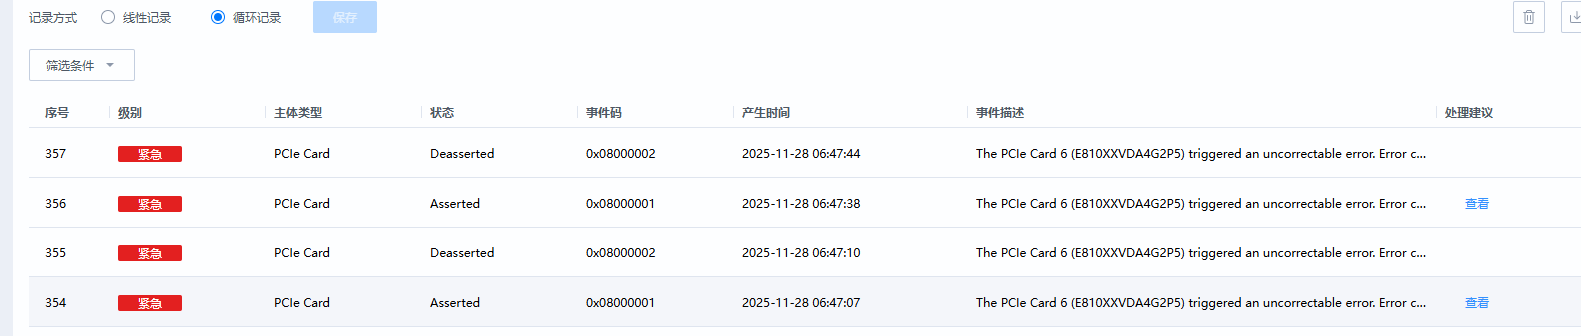 记录方式 线性记录 循环记录 保存
筛选条件
序号 级别 主体类型 状态 事件码 产生时间 事件描述 处理建议
357 紧急 PCIe Card Deasserted 0x08000002 2025-11-28 06:47:44 The PCIe Card 6 (E810XXVDA4G2P5) triggered an uncorrectable error. Error c...
356 紧急 PCIe Card Asserted 0x08000001 2025-11-28 06:47:38 The PCIe Card 6 (E810XXVDA4G2P5) triggered an uncorrectable error. Error c... 查看
355 紧急 PCIe Card Deasserted 0x08000002 2025-11-28 06:47:10 The PCIe Card 6 (E810XXVDA4G2P5) triggered an uncorrectable error. Error c...
354 紧急 PCIe Card Asserted 0x08000001 2025-11-28 06:47:07 The PCIe Card 6 (E810XXVDA4G2P5) triggered an uncorrectable error. Error c... 查看